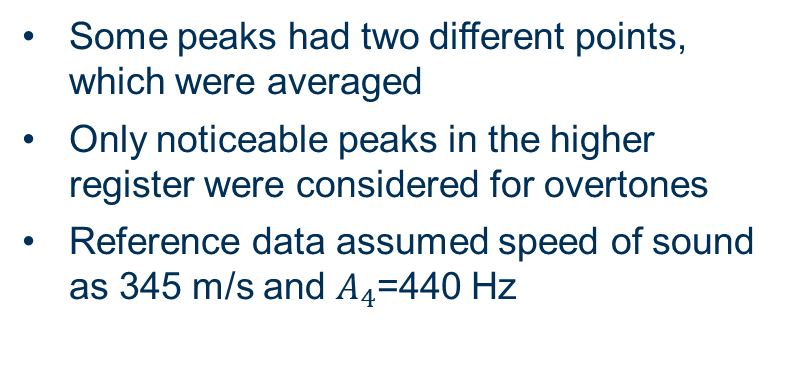 • Some peaks had two different points,
which were averaged
• Only noticeable peaks in the higher
register were considered for overtones
• Reference data assumed speed of sound
as 345 m/s and A₄=440 Hz